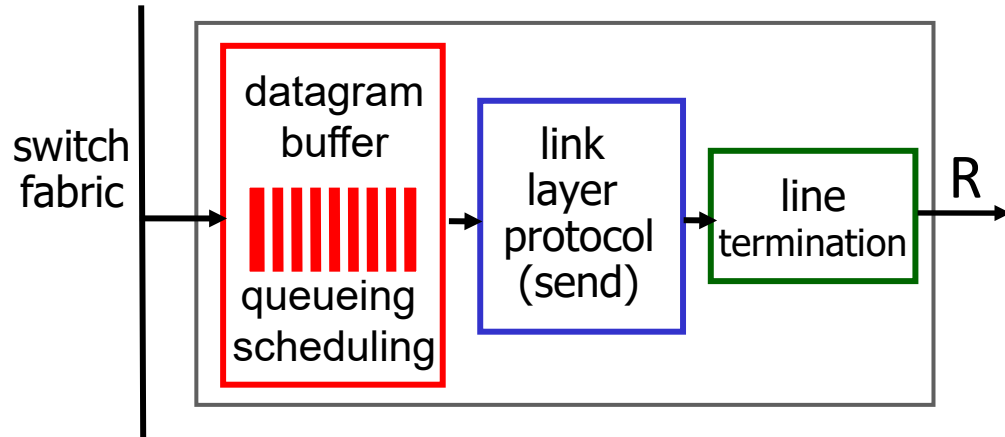 switch
fabric
datagram
buffer
queueing
scheduling
link
layer
protocol
(send)
line
termination
R